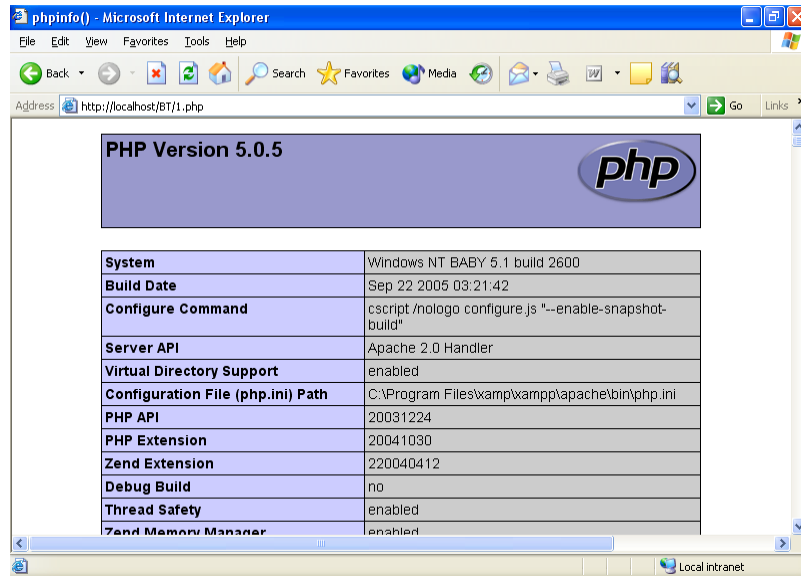 phpinfo() - Microsoft Internet Explorer
File Edit View Favorites Tools Help
Back Search Favorites Media W
Address http://localhost/BT/1.php Go Links
PHP Version 5.0.5
php
System Windows NT BABY 5.1 build 2600
Build Date Sep 22 2005 03:21:42
Configure Command cscript /nologo configure.js "--enable-snapshot-
build"
Server API Apache 2.0 Handler
Virtual Directory Support enabled
Configuration File (php.ini) Path C:\Program Files\xamp\xampp\apache\bin\php.ini
PHP API 20031224
PHP Extension 20041030
Zend Extension 220040412
Debug Build no
Thread Safety enabled
Zend Memory Manager enabled
Local intranet